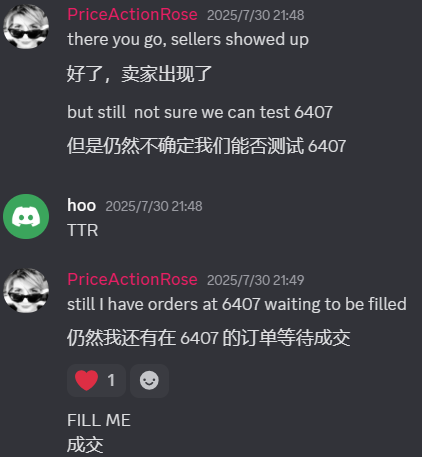 PriceActionRose 2025/7/30 21:48
there you go, sellers showed up
好了，卖家出现了
but still  not sure we can test 6407
但是仍然不确定我们能否测试 6407
hoo 2025/7/30 21:48
TTR
PriceActionRose 2025/7/30 21:49
still I have orders at 6407 waiting to be filled
仍然我还有在 6407 的订单等待成交
1
FILL ME
成交